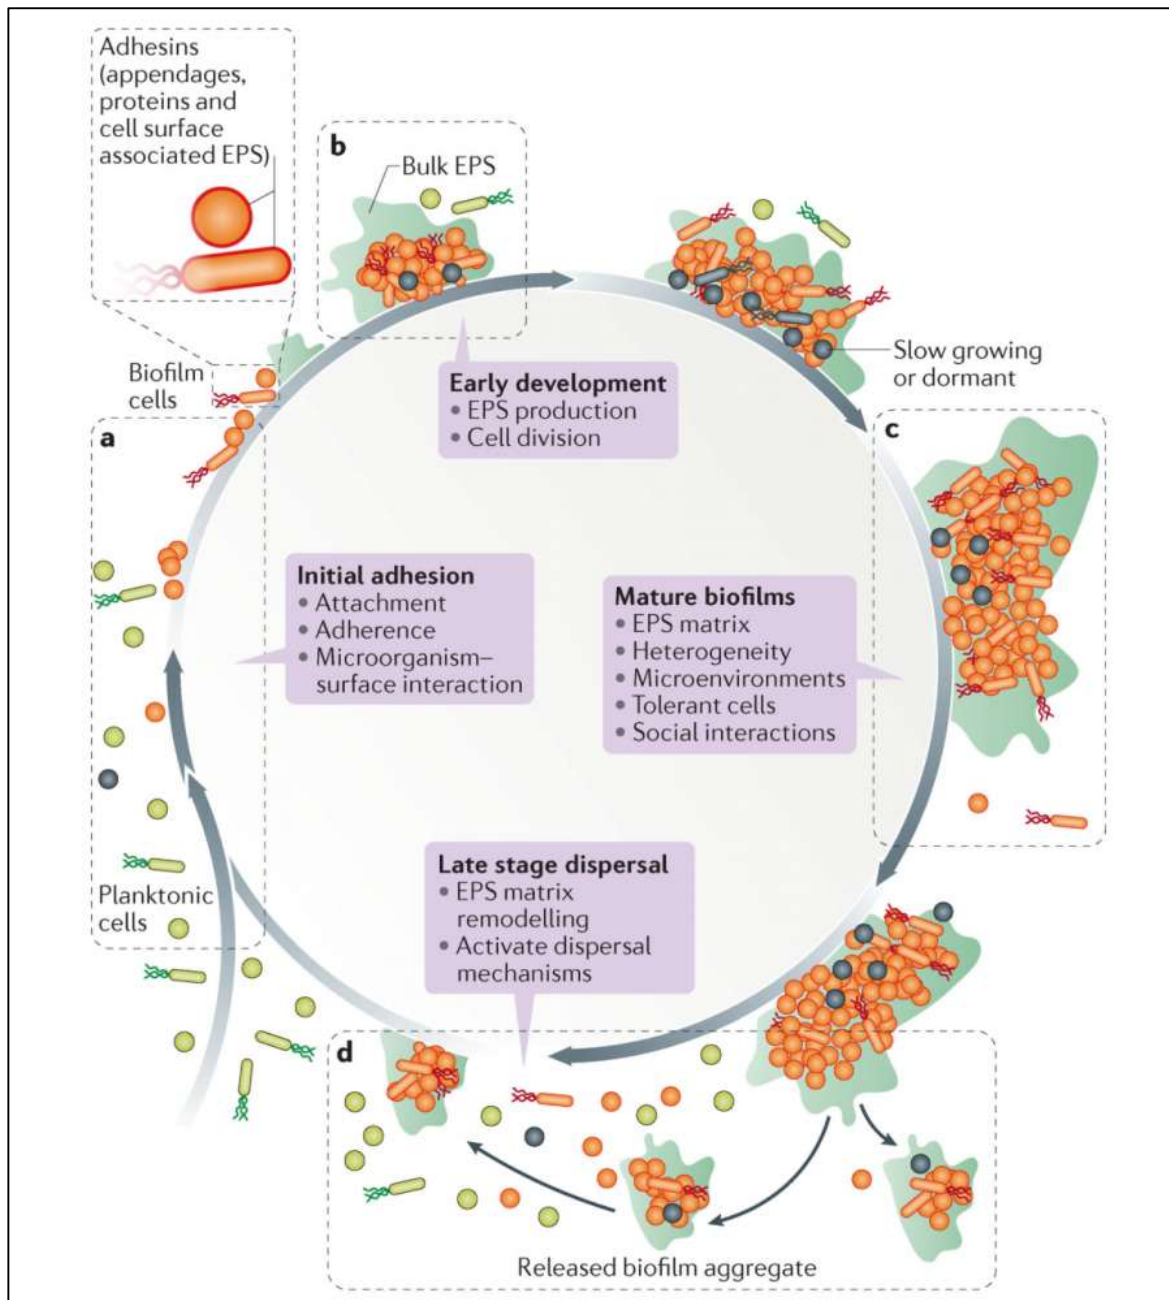 Adhesins
(appendages,
proteins and
cell surface
associated EPS)
b
Bulk EPS
Slow growing
or dormant
Biofilm
cells
Early development
• EPS production
• Cell division
a
c
Initial adhesion
• Attachment
• Adherence
• Microorganism–
surface interaction
Mature biofilms
• EPS matrix
• Heterogeneity
• Microenvironments
• Tolerant cells
• Social interactions
Planktonic
cells
Late stage dispersal
• EPS matrix
remodelling
• Activate dispersal
mechanisms
d
Released biofilm aggregate